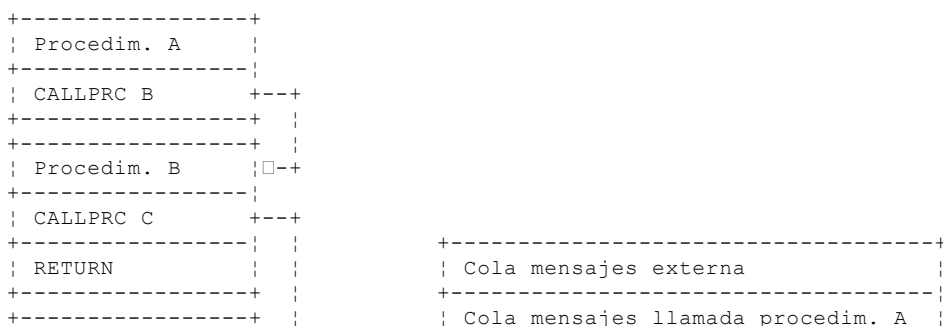 Procedim. A
CALLPRC B
Procedim. B
CALLPRC C
RETURN
Cola mensajes externa
Cola mensajes llamada procedim. A